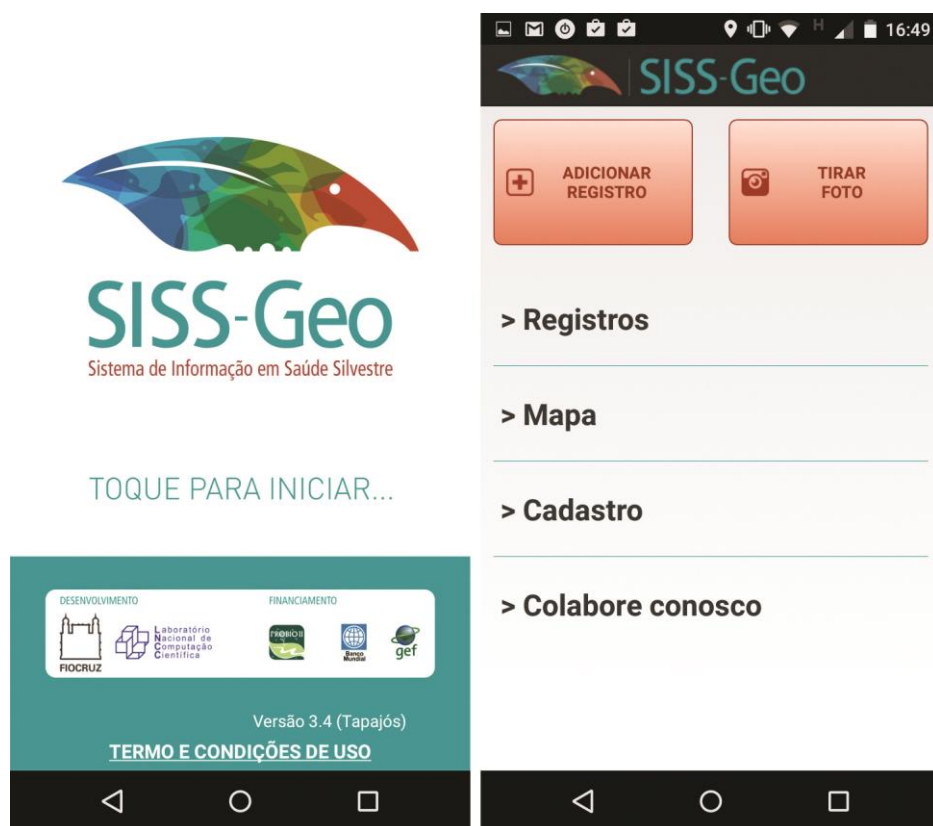 SISS-Geo
Sistema de Informação em Saúde Silvestre
TOQUE PARA INICIAR...
DESENVOLVIMENTO
FINANCIAMENTO
FIOCRUZ
Laboratório
Nacional de
Computação
Científica
PROBIO II
Banco
Mundial
gef
Versão 3.4 (Tapajós)
TERMO E CONDIÇÕES DE USO
H
16:49
SISS-Geo
ADICIONAR
REGISTRO
TIRAR
FOTO
> Registros
> Mapa
> Cadastro
> Colabore conosco